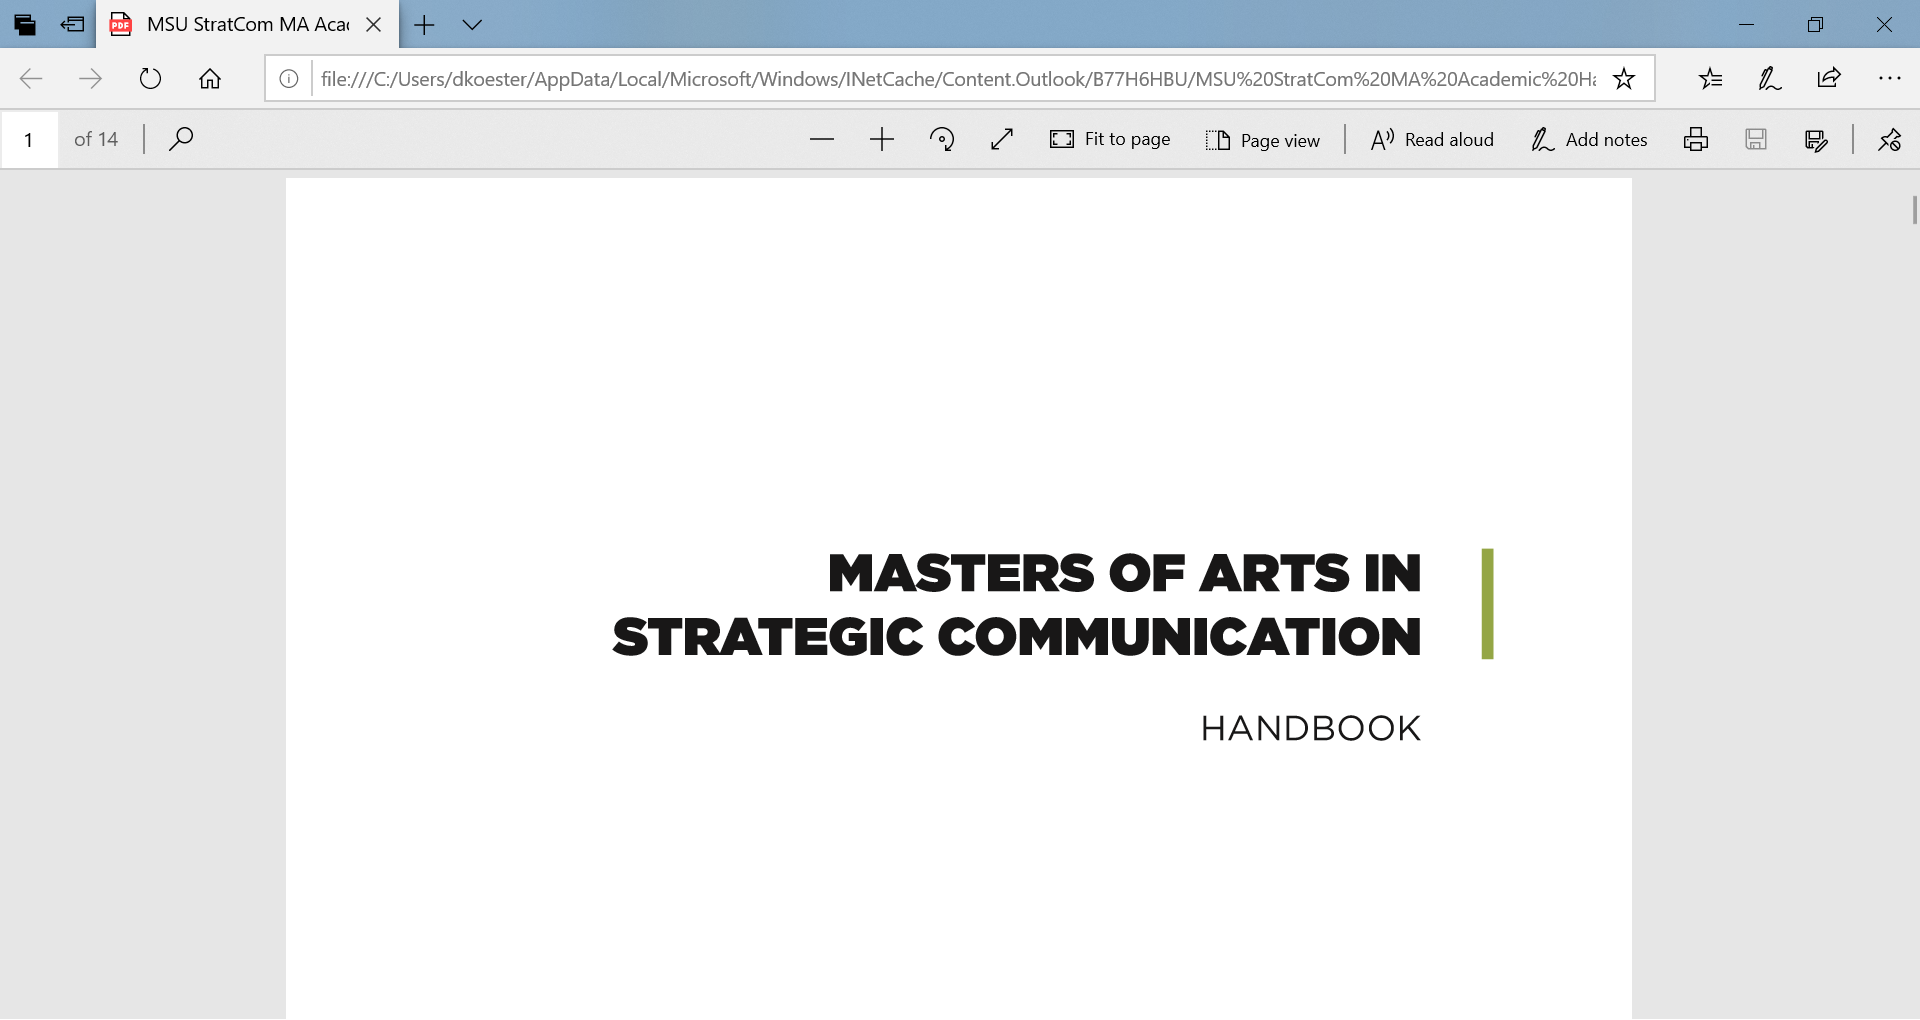 MSU StratCom MA Acad
file:///C:/Users/dkoester/AppData/Local/Microsoft/Windows/INetCache/Content.Outlook/B77H6HBU/MSU%20StratCom%20MA%20Academic%20Ha
1 of 14 Fit to page Page view Read aloud Add notes
MASTERS OF ARTS IN
STRATEGIC COMMUNICATION
HANDBOOK